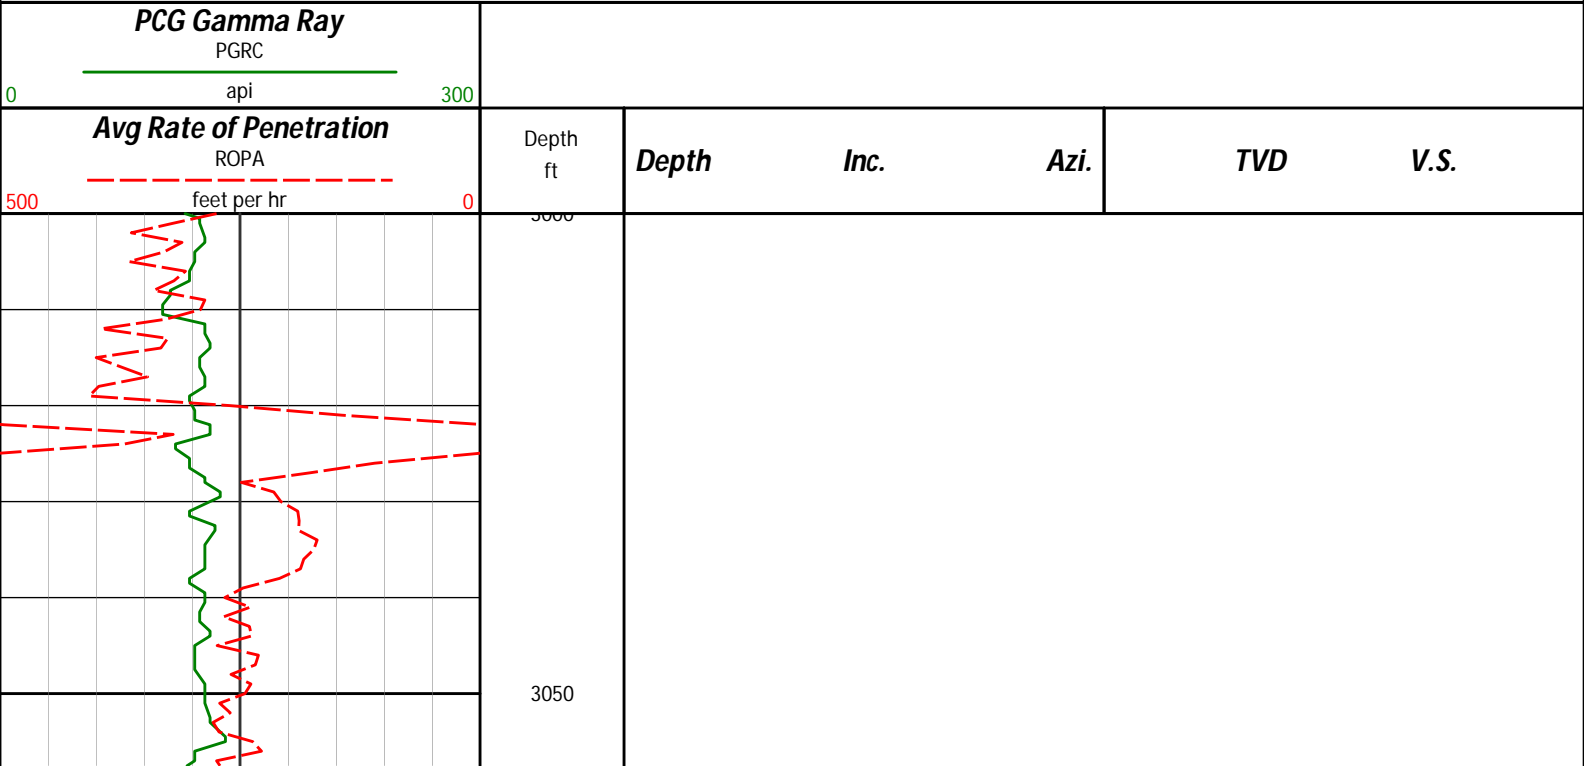 PCG Gamma Ray
PGRC
api
0 300
Avg Rate of Penetration
ROPA
feet per hr
500 0
Depth
ft
Depth Inc. Azi. TVD V.S.
3000
3050